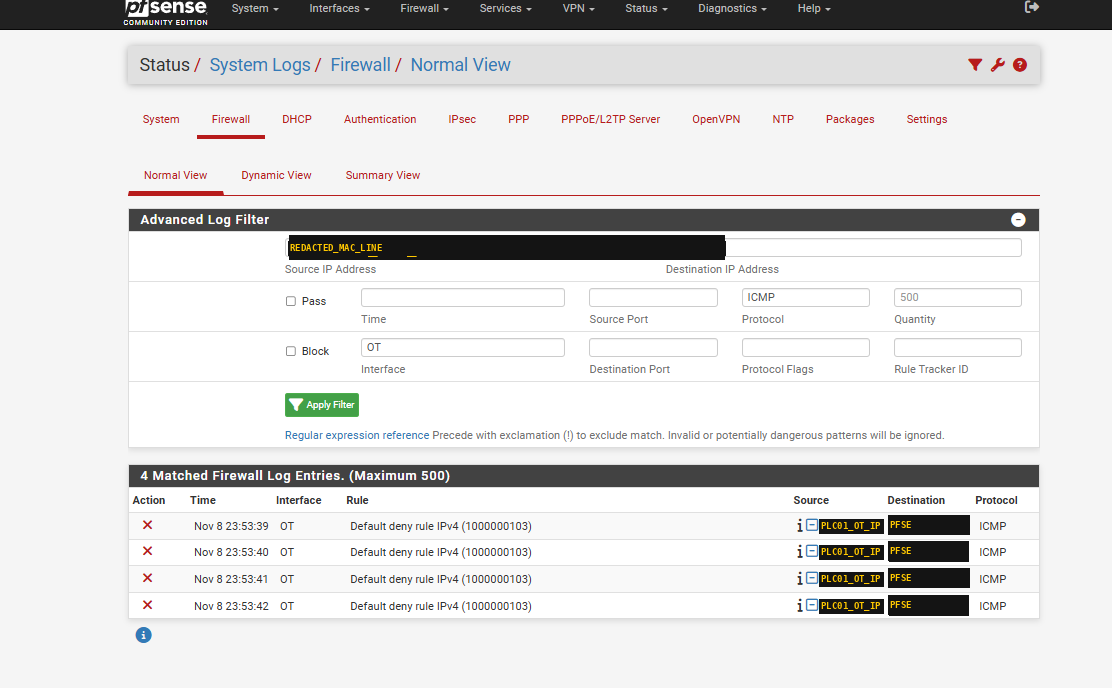 pfsense
COMMUNITY EDITION
System Interfaces Firewall Services VPN Status Diagnostics Help
Status / System Logs / Firewall / Normal View
System Firewall DHCP Authentication IPsec PPP PPPoE/L2TP Server OpenVPN NTP Packages Settings
Normal View Dynamic View Summary View
Advanced Log Filter
REDACTED_MAC_LINE
Source IP Address Destination IP Address
Pass ICMP 500
Time Source Port Protocol Quantity
Block OT
Interface Destination Port Protocol Flags Rule Tracker ID
Apply Filter
Regular expression reference Precede with exclamation (!) to exclude match. Invalid or potentially dangerous patterns will be ignored.
4 Matched Firewall Log Entries. (Maximum 500)
Action Time Interface Rule Source Destination Protocol
Nov 8 23:53:39 OT Default deny rule IPv4 (1000000103) PLC01_OT_IP PFSE ICMP
Nov 8 23:53:40 OT Default deny rule IPv4 (1000000103) PLC01_OT_IP PFSE ICMP
Nov 8 23:53:41 OT Default deny rule IPv4 (1000000103) PLC01_OT_IP PFSE ICMP
Nov 8 23:53:42 OT Default deny rule IPv4 (1000000103) PLC01_OT_IP PFSE ICMP